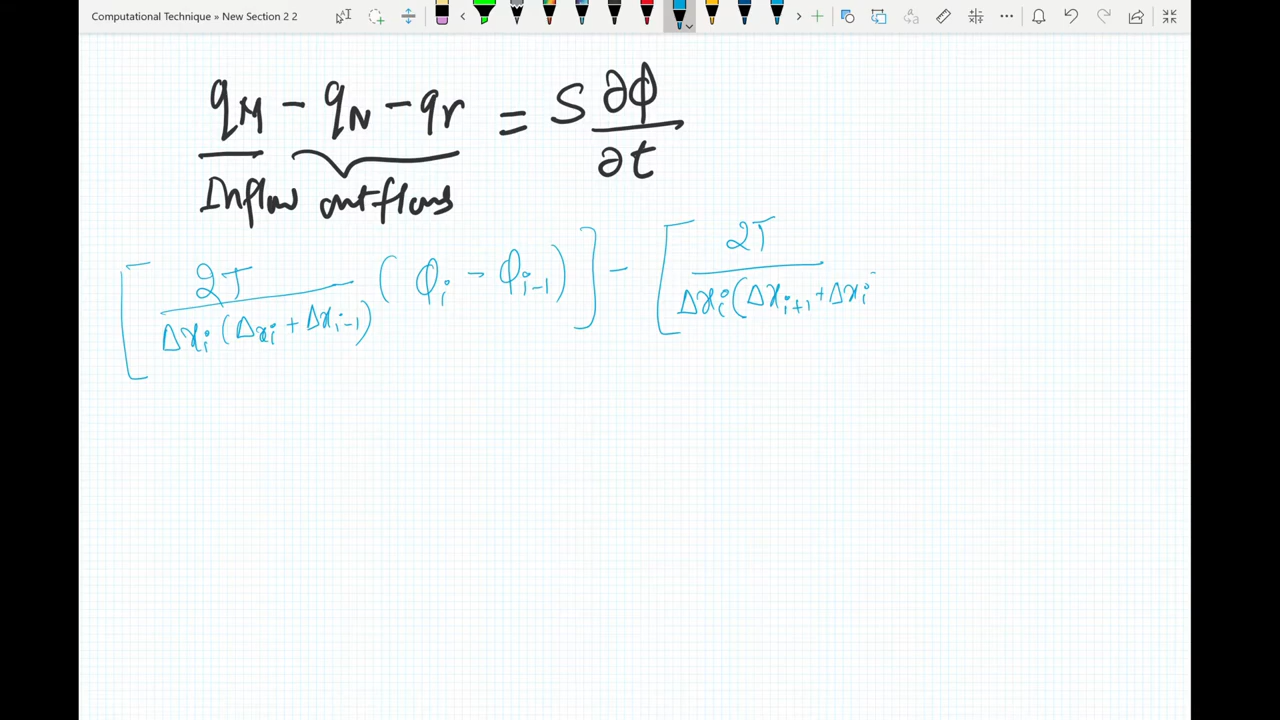 Computational Technique » New Section 2 2
qM − qN − qr = S ∂ϕ/∂t
Inflow outflows
[ 2T / Δxi(Δxi + Δxi−1) (ϕi − ϕi−1) ] − [ 2T / Δxi(Δxi+1 + Δxi